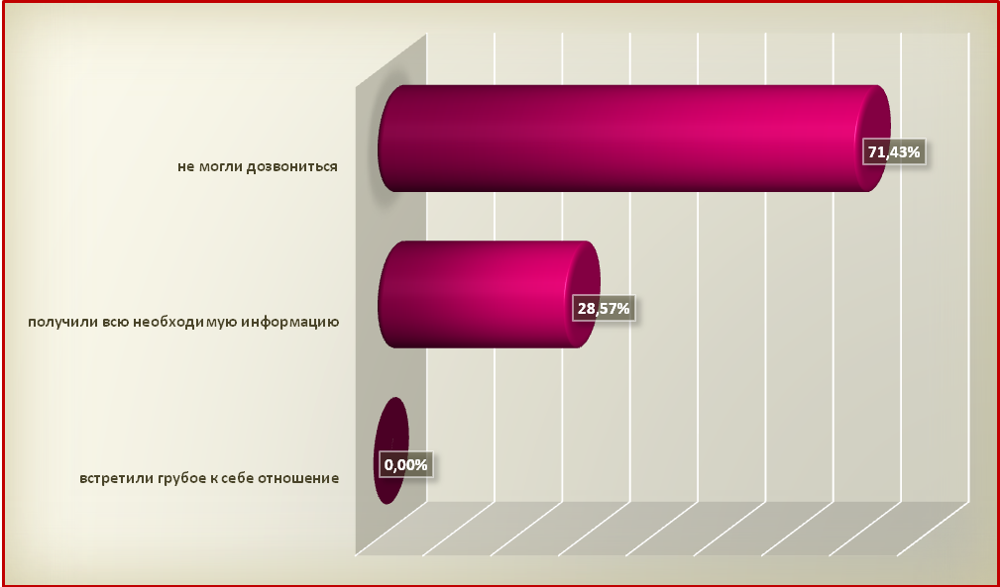 не могли дозвониться
71,43%
получили всю необходимую информацию
28,57%
встретили грубое к себе отношение
0,00%